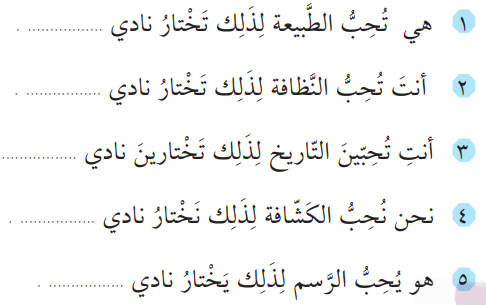 ١ هي تُحِبُّ الطَّبيعة لِذَلِك تَخْتارُ نادي .................. .
٢ أنتَ تُحِبُّ النَّظافة لِذَلِك تَخْتارُ نادي .................. .
٣ أنتِ تُحِبّينَ التّاريخ لِذَلِك تَخْتارينَ نادي ..................
٤ نحن نُحِبُّ الكَشّافة لِذَلِك نَخْتارُ نادي .................. .
٥ هو يُحِبُّ الرَّسم لِذَلِك يَخْتارُ نادي .................. .